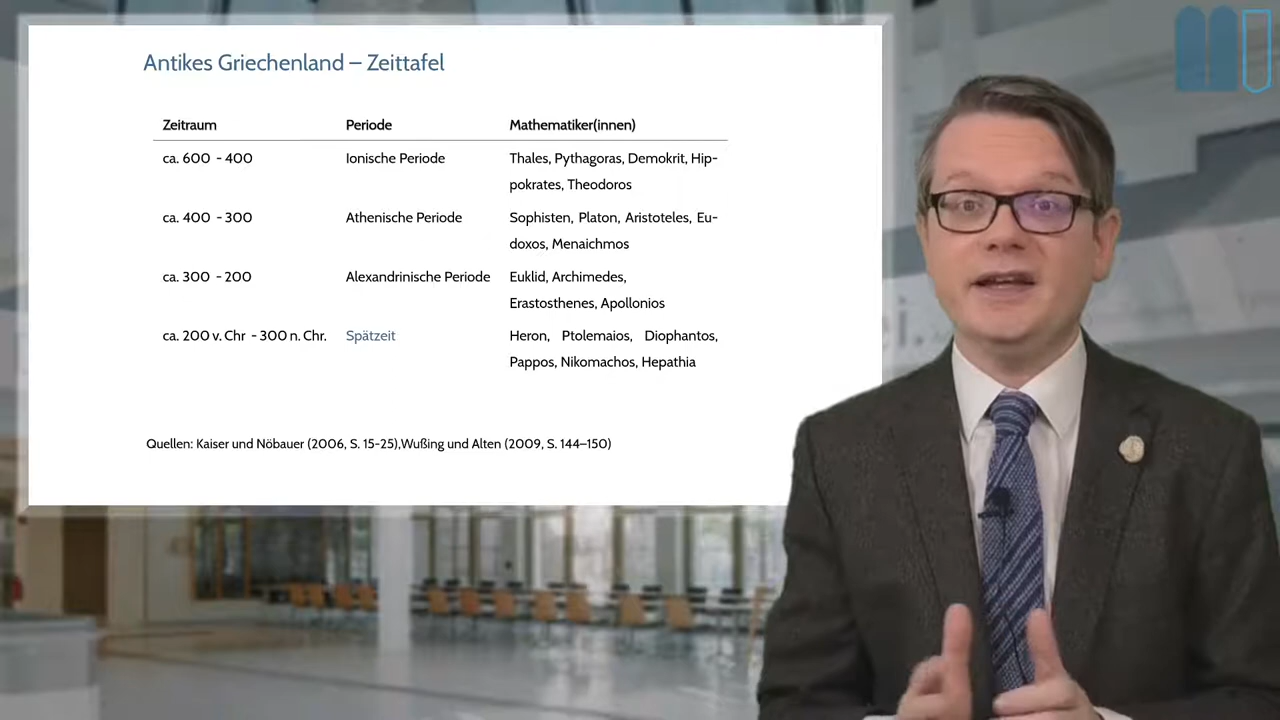 Antikes Griechenland – Zeittafel
Zeitraum Periode Mathematiker(innen)
ca. 600 - 400 Ionische Periode Thales, Pythagoras, Demokrit, Hip-
pokrates, Theodoros
ca. 400 - 300 Athenische Periode Sophisten, Platon, Aristoteles, Eu-
doxos, Menaichmos
ca. 300 - 200 Alexandrinische Periode Euklid, Archimedes,
Erastosthenes, Apollonios
ca. 200 v. Chr - 300 n. Chr. Spätzeit Heron, Ptolemaios, Diophantos,
Pappos, Nikomachos, Hepathia
Quellen: Kaiser und Nöbauer (2006, S. 15-25),Wußing und Alten (2009, S. 144–150)